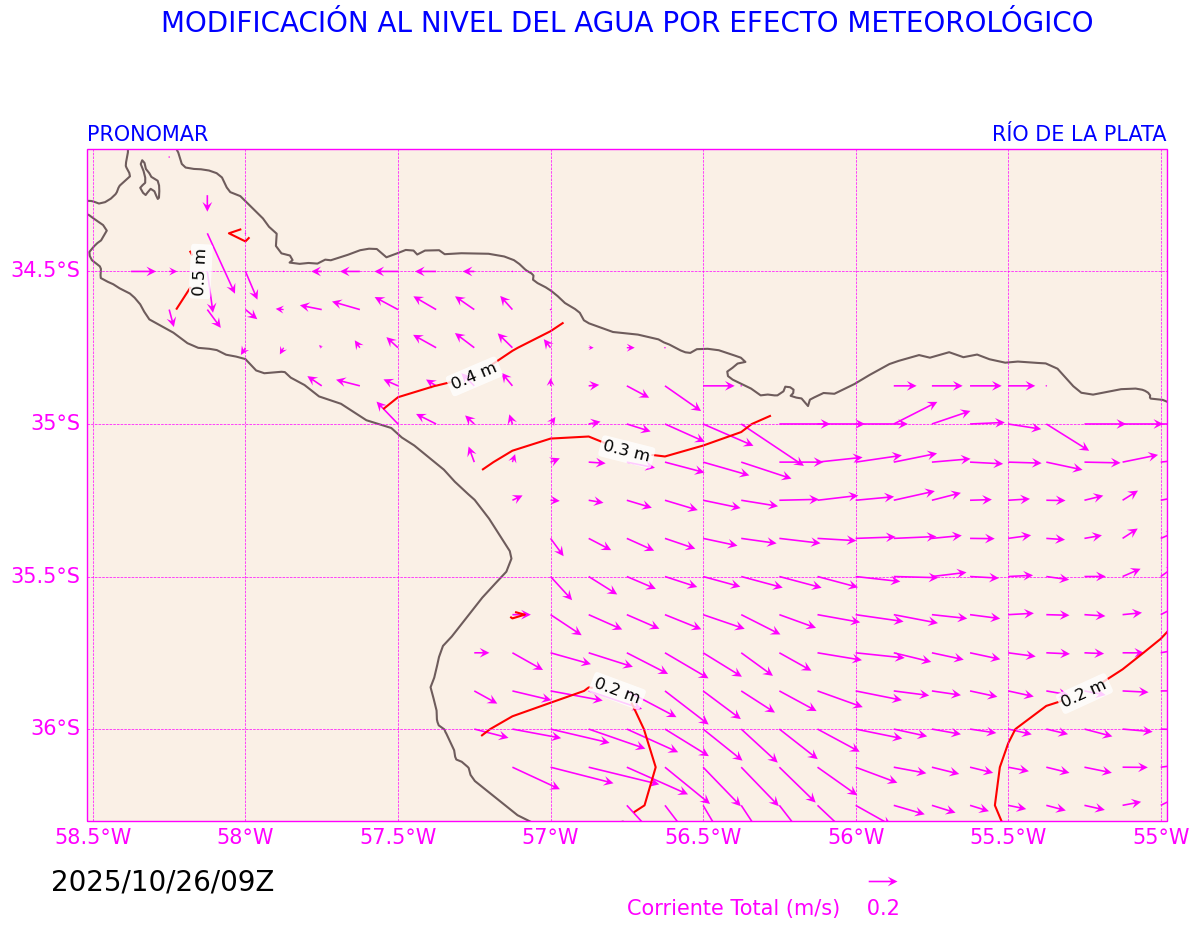 MODIFICACIÓN AL NIVEL DEL AGUA POR EFECTO METEOROLÓGICO
PRONOMAR RÍO DE LA PLATA
0.5 m
34.5°S
0.4 m
35°S
0.3 m
35.5°S
0.2 m
0.2 m
36°S
58.5°W 58°W 57.5°W 57°W 56.5°W 56°W 55.5°W 55°W
2025/10/26/09Z
Corriente Total (m/s) 0.2